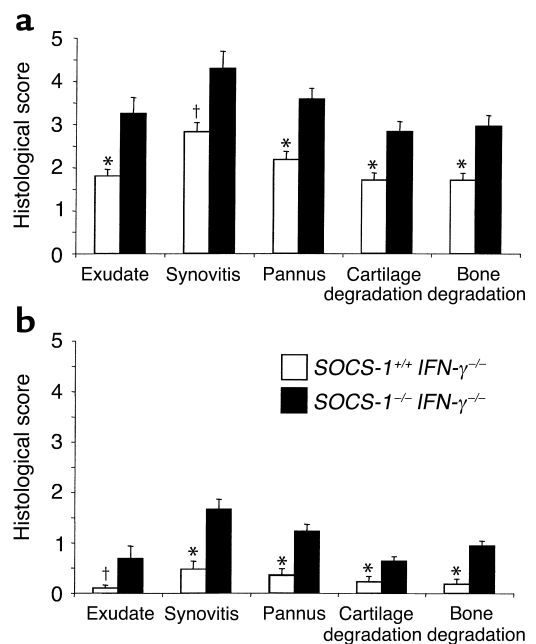 a
Histological score
5
4
3
2
1
0
* † * * *
Exudate Synovitis Pannus Cartilage degradation Bone degradation
b
Histological score
5
4
3
2
1
0
SOCS-1+/+ IFN-γ−/−
SOCS-1−/− IFN-γ−/−
† * * * *
Exudate Synovitis Pannus Cartilage degradation Bone degradation